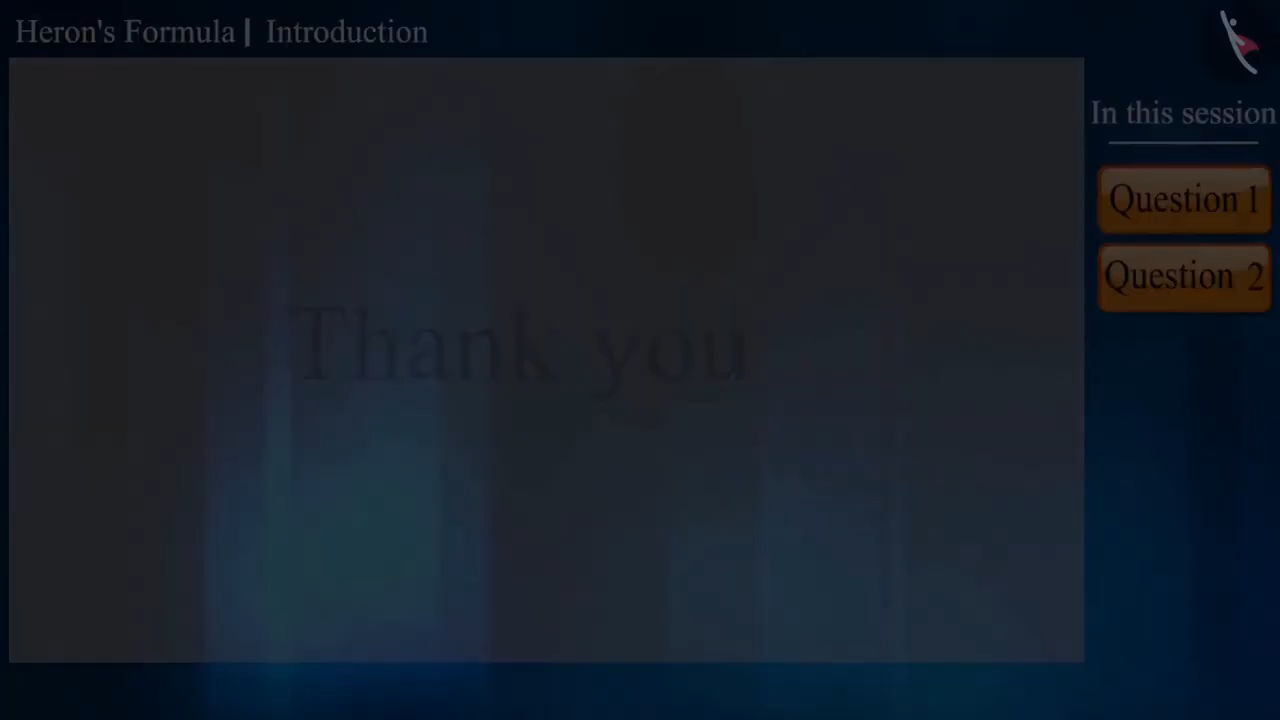 Heron's Formula | Introduction
In this session
Question 1
Question 2
Thank you